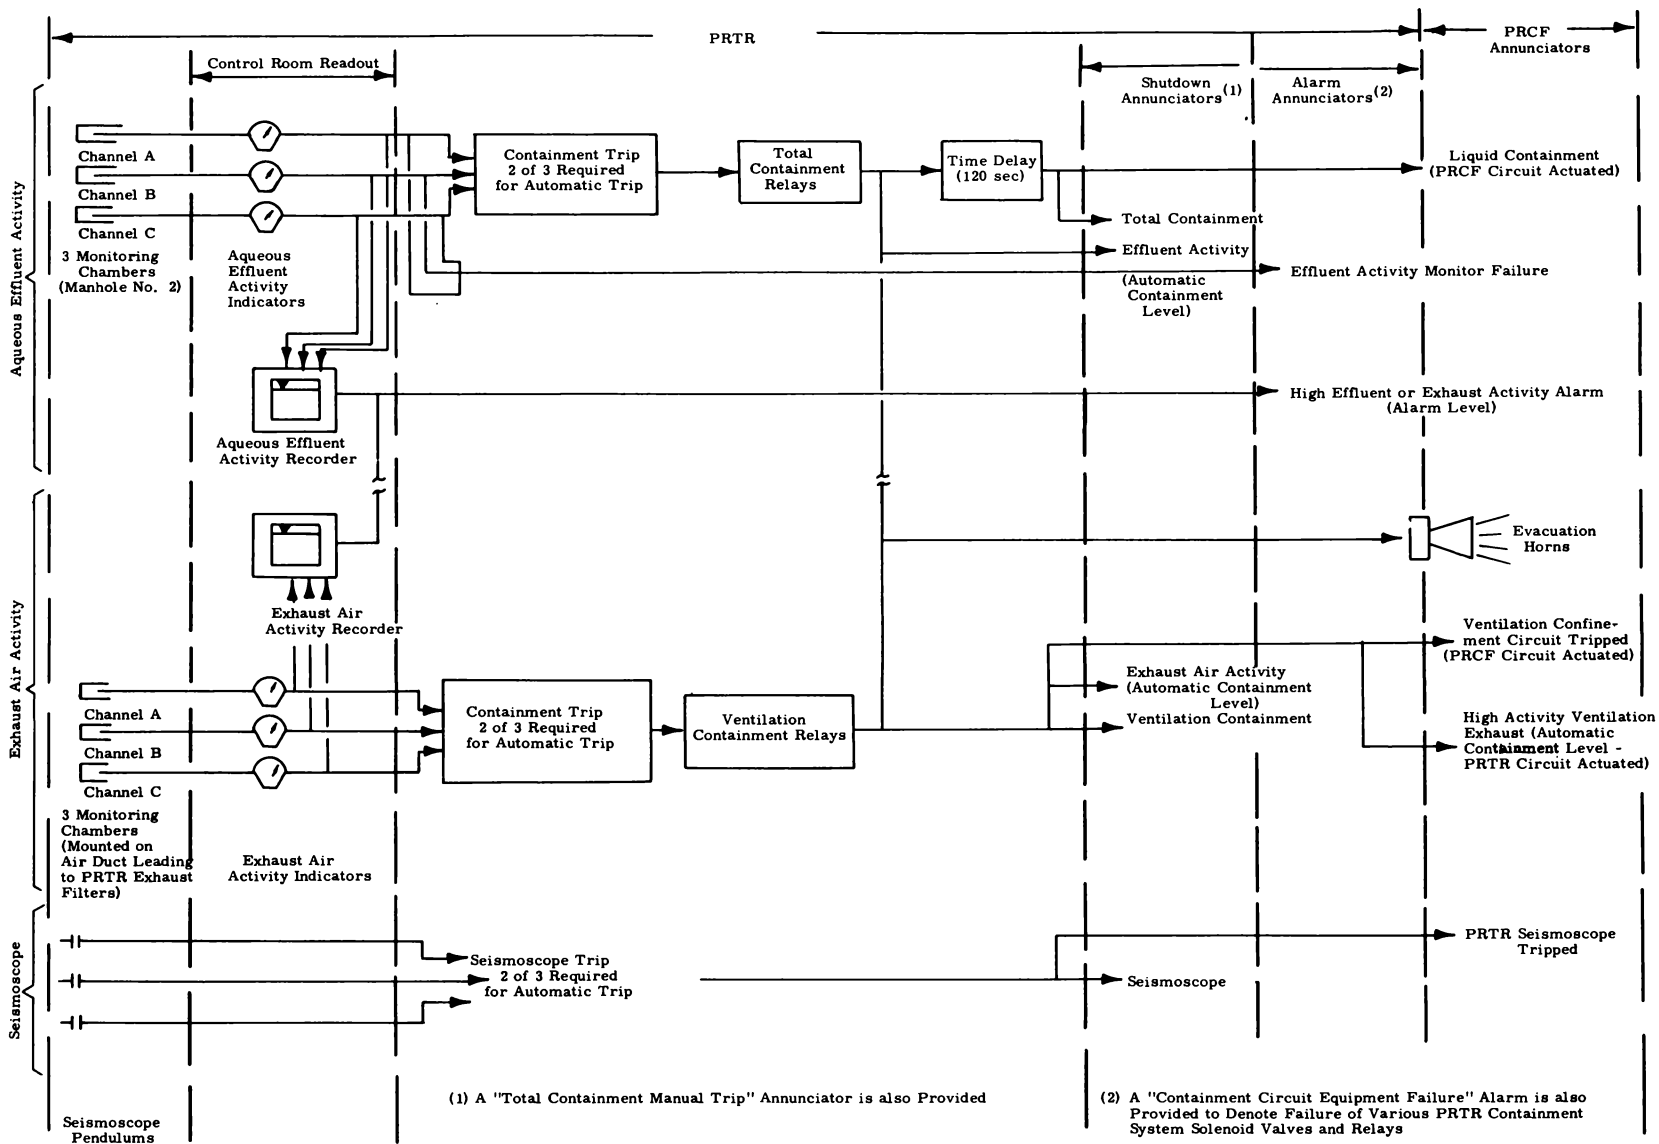 PRTR
PRCF
Annunciators
Control Room Readout
Shutdown
Annunciators(1)
Alarm
Annunciators(2)
Aqueous Effluent Activity
Channel A
Channel B
Channel C
3 Monitoring
Chambers
(Manhole No. 2)
Aqueous
Effluent
Activity
Indicators
Containment Trip
2 of 3 Required
for Automatic Trip
Total
Containment
Relays
Time Delay
(120 sec)
Liquid Containment
(PRCF Circuit Actuated)
Total Containment
Effluent Activity
(Automatic
Containment
Level)
Effluent Activity Monitor Failure
Aqueous Effluent
Activity Recorder
High Effluent or Exhaust Activity Alarm
(Alarm Level)
Exhaust Air Activity
Exhaust Air
Activity Recorder
Evacuation
Horns
Channel A
Channel B
Channel C
3 Monitoring
Chambers
(Mounted on
Air Duct Leading
to PRTR Exhaust
Filters)
Exhaust Air
Activity Indicators
Containment Trip
2 of 3 Required
for Automatic Trip
Ventilation
Containment Relays
Exhaust Air Activity
(Automatic Containment
Level)
Ventilation Containment
Ventilation Confine-
ment Circuit Tripped
(PRCF Circuit Actuated)
High Activity Ventilation
Exhaust (Automatic
Containment Level -
PRTR Circuit Actuated)
Seismoscope
Seismoscope Trip
2 of 3 Required
for Automatic Trip
Seismoscope
PRTR Seismoscope
Tripped
Seismoscope
Pendulums
(1) A "Total Containment Manual Trip" Annunciator is also Provided
(2) A "Containment Circuit Equipment Failure" Alarm is also
Provided to Denote Failure of Various PRTR Containment
System Solenoid Valves and Relays